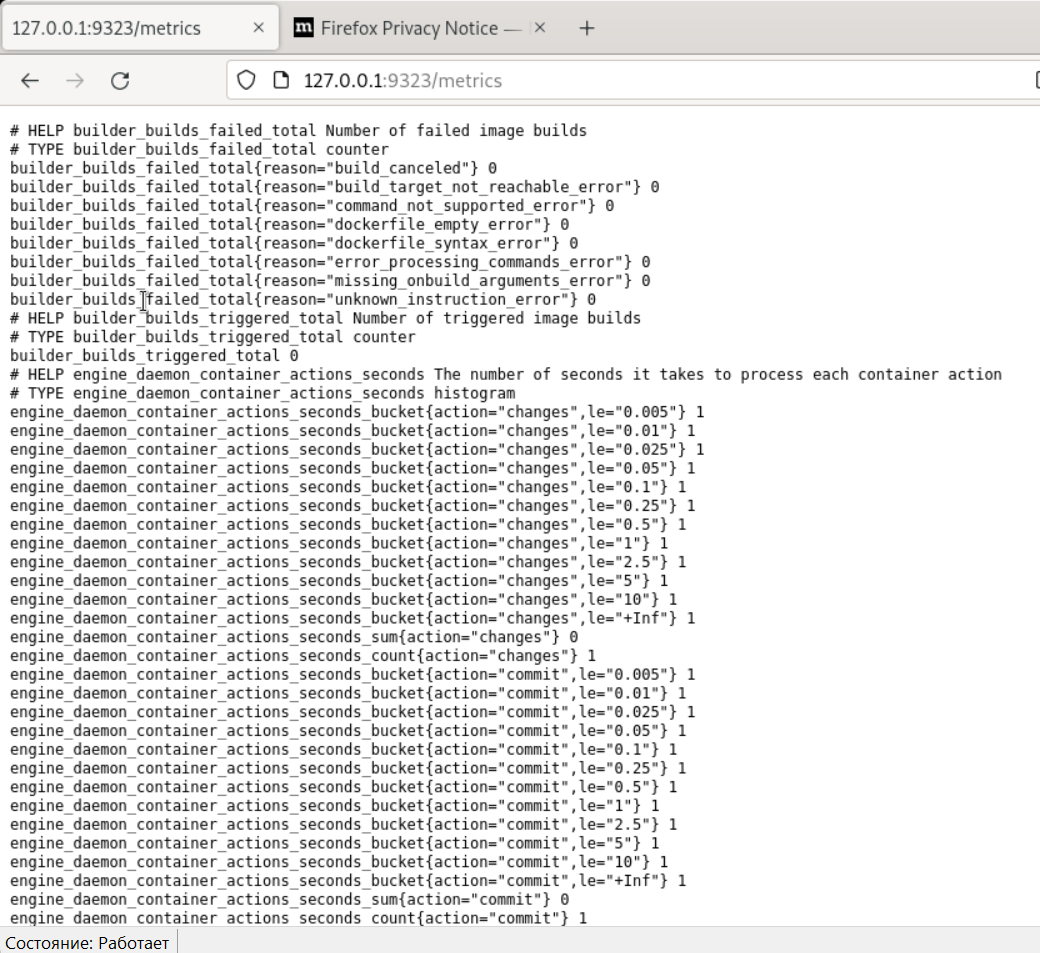 127.0.0.1:9323/metrics
m Firefox Privacy Notice —
127.0.0.1:9323/metrics
# HELP builder_builds_failed_total Number of failed image builds
# TYPE builder_builds_failed_total counter
builder_builds_failed_total{reason="build_canceled"} 0
builder_builds_failed_total{reason="build_target_not_reachable_error"} 0
builder_builds_failed_total{reason="command_not_supported_error"} 0
builder_builds_failed_total{reason="dockerfile_empty_error"} 0
builder_builds_failed_total{reason="dockerfile_syntax_error"} 0
builder_builds_failed_total{reason="error_processing_commands_error"} 0
builder_builds_failed_total{reason="missing_onbuild_arguments_error"} 0
builder_builds_failed_total{reason="unknown_instruction_error"} 0
# HELP builder_builds_triggered_total Number of triggered image builds
# TYPE builder_builds_triggered_total counter
builder_builds_triggered_total 0
# HELP engine_daemon_container_actions_seconds The number of seconds it takes to process each container action
# TYPE engine_daemon_container_actions_seconds histogram
engine_daemon_container_actions_seconds_bucket{action="changes",le="0.005"} 1
engine_daemon_container_actions_seconds_bucket{action="changes",le="0.01"} 1
engine_daemon_container_actions_seconds_bucket{action="changes",le="0.025"} 1
engine_daemon_container_actions_seconds_bucket{action="changes",le="0.05"} 1
engine_daemon_container_actions_seconds_bucket{action="changes",le="0.1"} 1
engine_daemon_container_actions_seconds_bucket{action="changes",le="0.25"} 1
engine_daemon_container_actions_seconds_bucket{action="changes",le="0.5"} 1
engine_daemon_container_actions_seconds_bucket{action="changes",le="1"} 1
engine_daemon_container_actions_seconds_bucket{action="changes",le="2.5"} 1
engine_daemon_container_actions_seconds_bucket{action="changes",le="5"} 1
engine_daemon_container_actions_seconds_bucket{action="changes",le="10"} 1
engine_daemon_container_actions_seconds_bucket{action="changes",le="+Inf"} 1
engine_daemon_container_actions_seconds_sum{action="changes"} 0
engine_daemon_container_actions_seconds_count{action="changes"} 1
engine_daemon_container_actions_seconds_bucket{action="commit",le="0.005"} 1
engine_daemon_container_actions_seconds_bucket{action="commit",le="0.01"} 1
engine_daemon_container_actions_seconds_bucket{action="commit",le="0.025"} 1
engine_daemon_container_actions_seconds_bucket{action="commit",le="0.05"} 1
engine_daemon_container_actions_seconds_bucket{action="commit",le="0.1"} 1
engine_daemon_container_actions_seconds_bucket{action="commit",le="0.25"} 1
engine_daemon_container_actions_seconds_bucket{action="commit",le="0.5"} 1
engine_daemon_container_actions_seconds_bucket{action="commit",le="1"} 1
engine_daemon_container_actions_seconds_bucket{action="commit",le="2.5"} 1
engine_daemon_container_actions_seconds_bucket{action="commit",le="5"} 1
engine_daemon_container_actions_seconds_bucket{action="commit",le="10"} 1
engine_daemon_container_actions_seconds_bucket{action="commit",le="+Inf"} 1
engine_daemon_container_actions_seconds_sum{action="commit"} 0
engine_daemon_container_actions_seconds_count{action="commit"} 1
Состояние: Работает